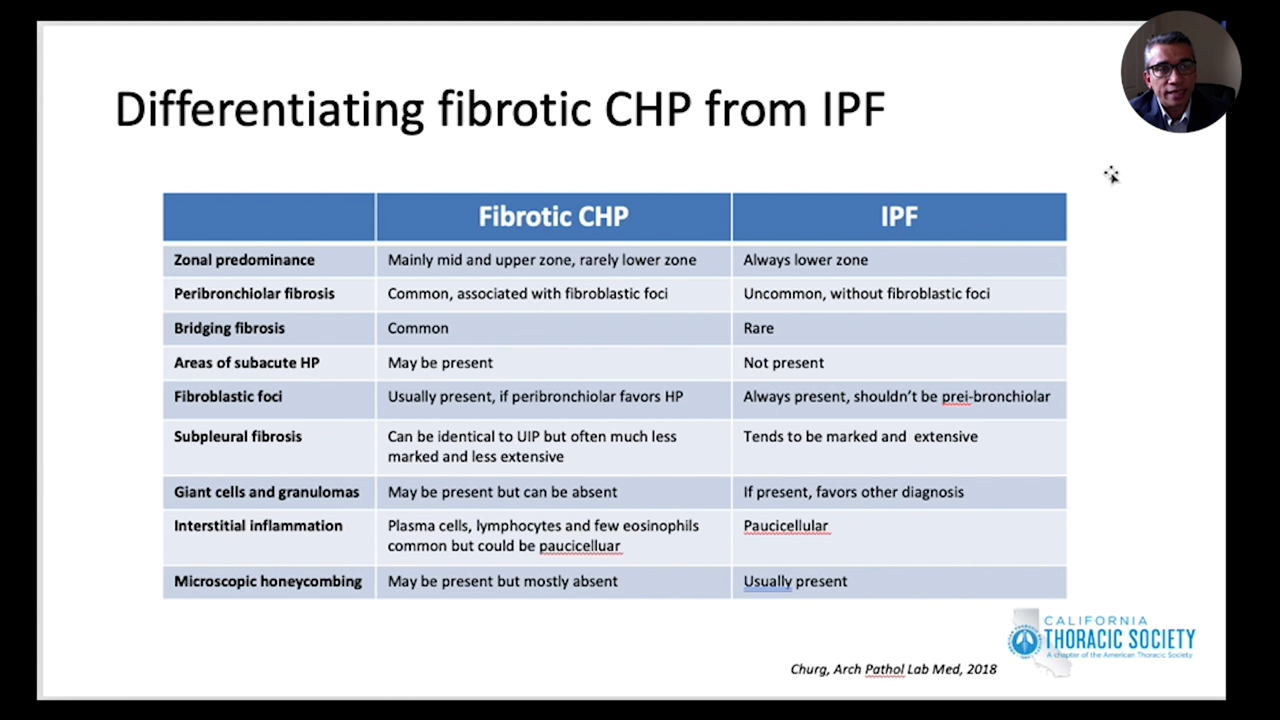 Differentiating fibrotic CHP from IPF
Fibrotic CHP IPF
Zonal predominance Mainly mid and upper zone, rarely lower zone Always lower zone
Peribronchiolar fibrosis Common, associated with fibroblastic foci Uncommon, without fibroblastic foci
Bridging fibrosis Common Rare
Areas of subacute HP May be present Not present
Fibroblastic foci Usually present, if peribronchiolar favors HP Always present, shouldn't be prei-bronchiolar
Subpleural fibrosis Can be identical to UIP but often much less Tends to be marked and extensive
marked and less extensive
Giant cells and granulomas May be present but can be absent If present, favors other diagnosis
Interstitial inflammation Plasma cells, lymphocytes and few eosinophils Paucicellular
common but could be paucicelluar
Microscopic honeycombing May be present but mostly absent Usually present
CALIFORNIA
THORACIC SOCIETY
A chapter of the American Thoracic Society
Churg, Arch Pathol Lab Med, 2018